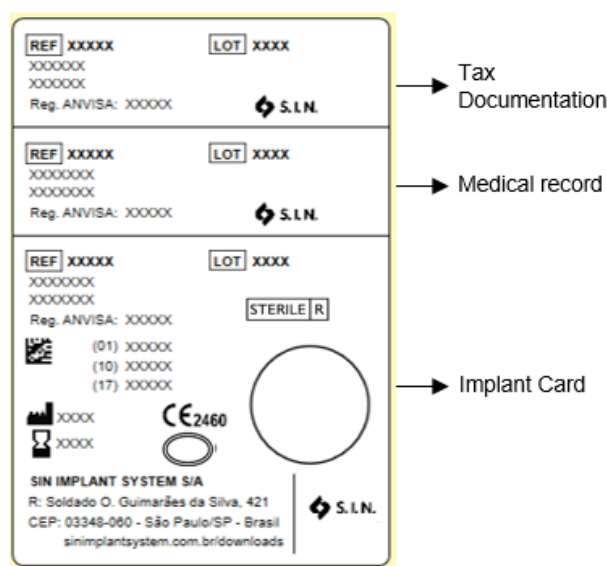 REF XXXXX LOT XXXX
XXXXXX
XXXXXX
Reg. ANVISA: XXXXX S.I.N.
Tax
Documentation
REF XXXXX LOT XXXX
XXXXXXX
XXXXXXX
Reg. ANVISA: XXXXX S.I.N.
Medical record
REF XXXXX LOT XXXX
XXXXXXX
XXXXXXX
Reg. ANVISA: XXXXX
STERILE R
(01) XXXXX
(10) XXXXX
(17) XXXXX
XXXX CE2460
XXXX
Implant Card
SIN IMPLANT SYSTEM S/A
R: Soldado O. Guimarães da Silva, 421
CEP: 03348-060 - São Paulo/SP - Brasil
sinimplantsystem.com.br/downloads
S.I.N.